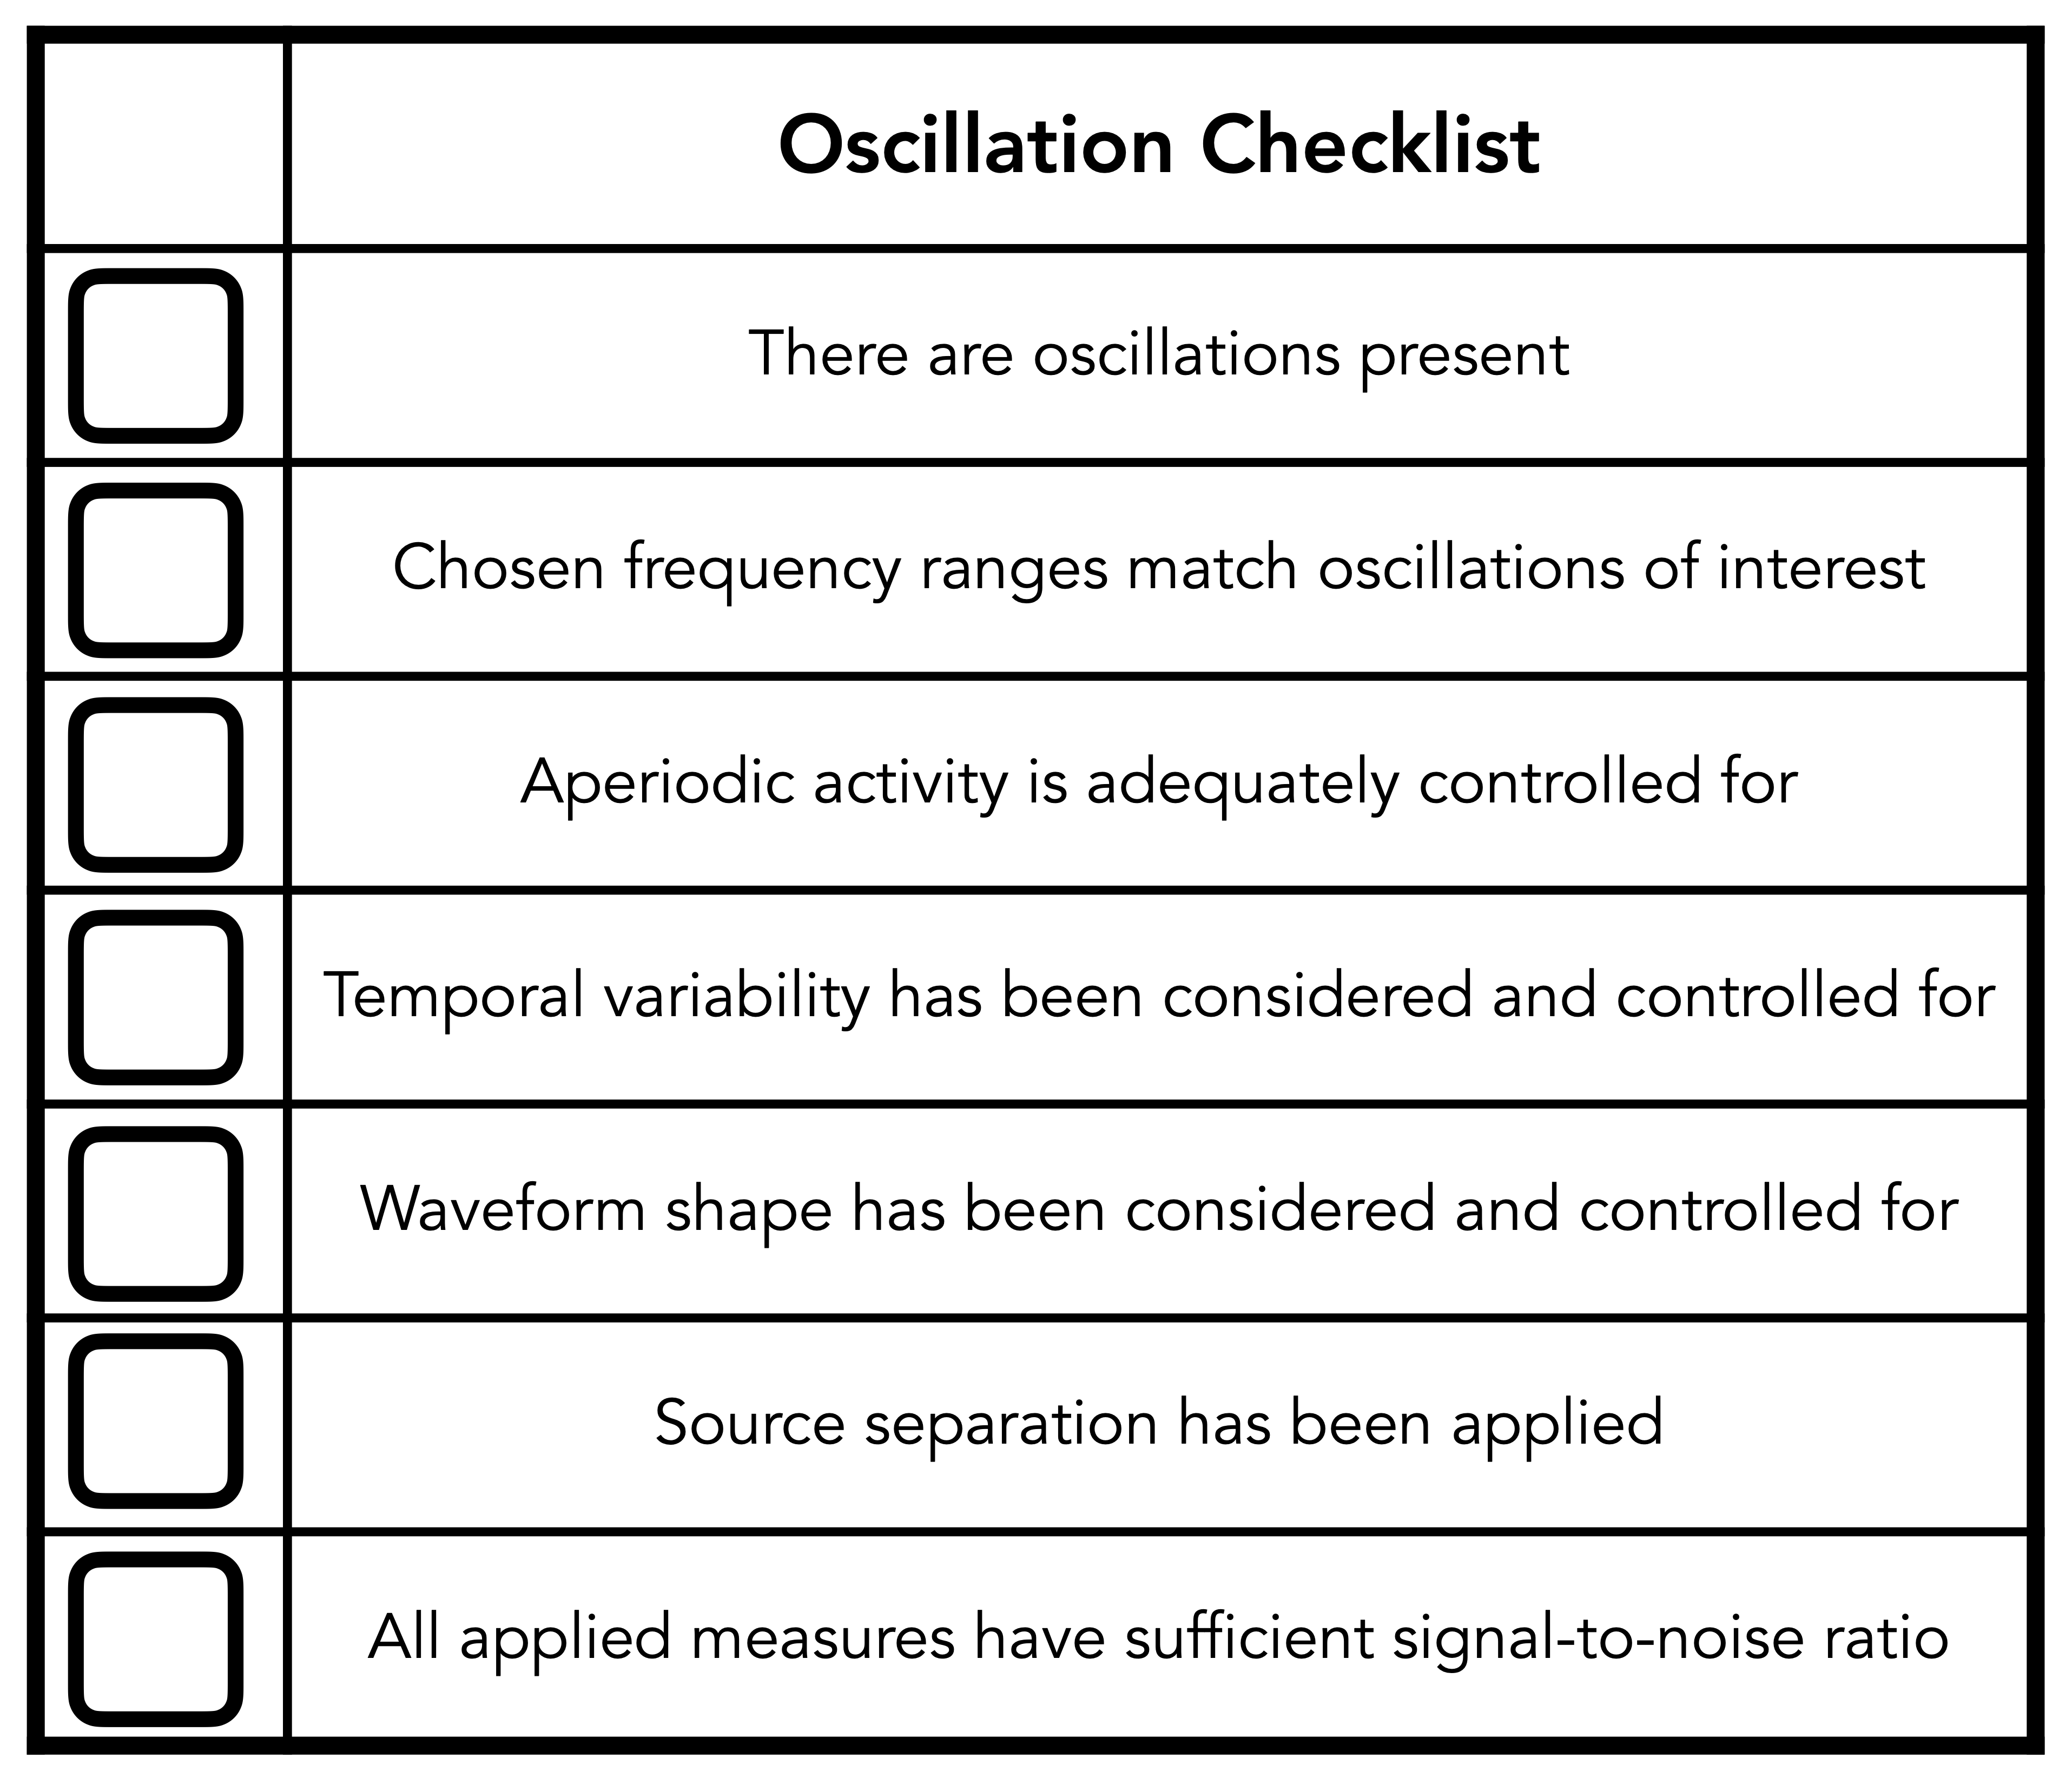 Oscillation Checklist
There are oscillations present
Chosen frequency ranges match oscillations of interest
Aperiodic activity is adequately controlled for
Temporal variability has been considered and controlled for
Waveform shape has been considered and controlled for
Source separation has been applied
All applied measures have sufficient signal-to-noise ratio